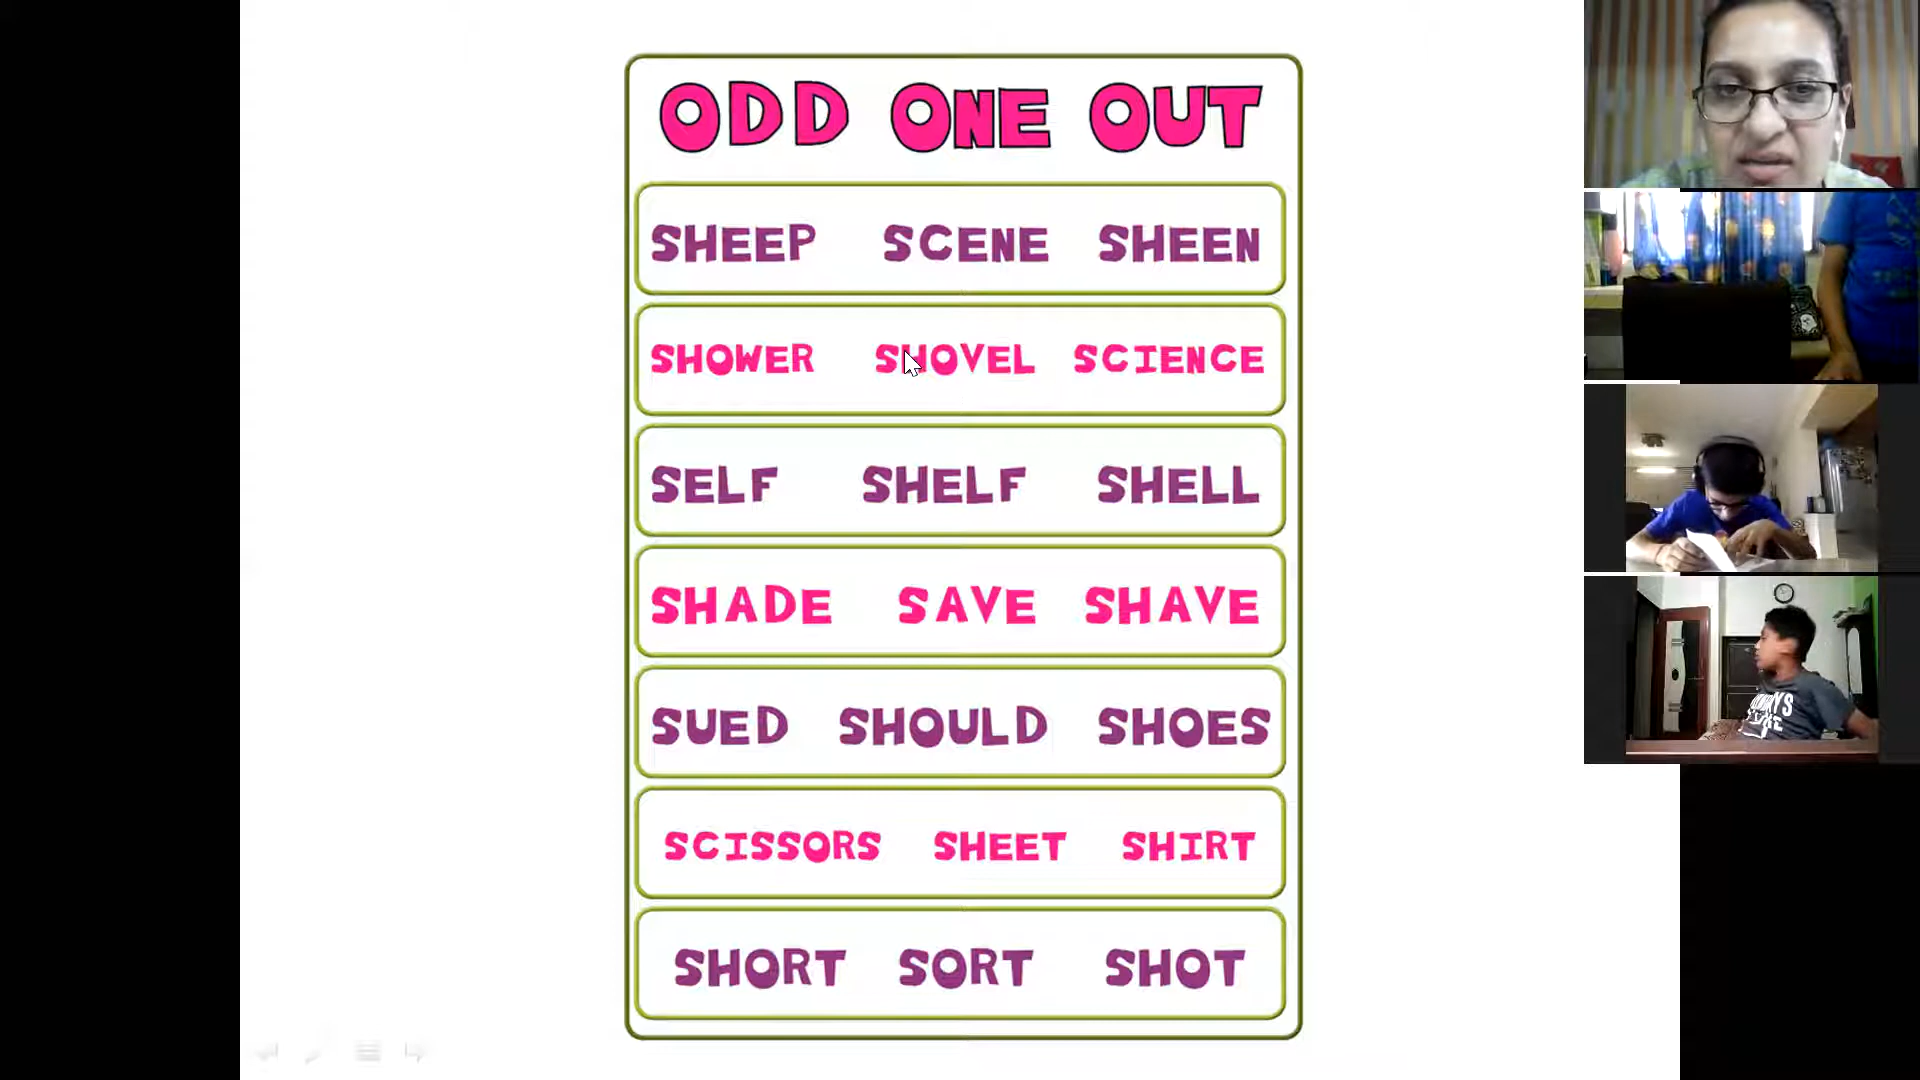 ODD ONE OUT
SHEEP SCENE SHEEN
SHOWER SHOVEL SCIENCE
SELF SHELF SHELL
SHADE SAVE SHAVE
SUED SHOULD SHOES
SCISSORS SHEET SHIRT
SHORT SORT SHOT